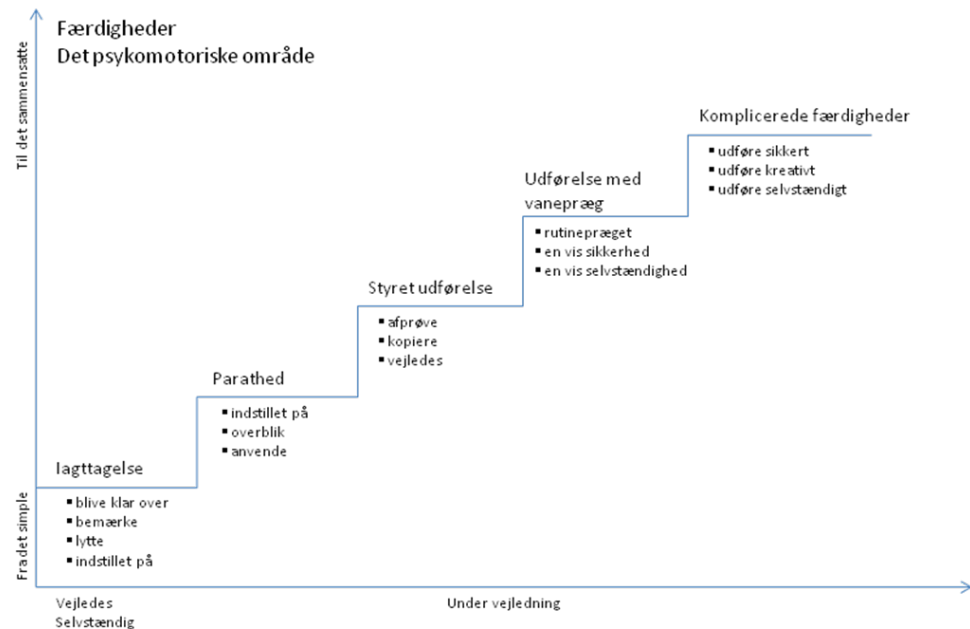 Færdigheder
Det psykomotoriske område
Til det sammensatte
Fra det simple
Komplicerede færdigheder
▪ udføre sikkert
▪ udføre kreativt
▪ udføre selvstændigt
Udførelse med
vanepræg
▪ rutinepræget
▪ en vis sikkerhed
▪ en vis selvstændighed
Styret udførelse
▪ afprøve
▪ kopiere
▪ vejledes
Parathed
▪ indstillet på
▪ overblik
▪ anvende
Iagttagelse
▪ blive klar over
▪ bemærke
▪ lytte
▪ indstillet på
Vejledes
Selvstændig
Under vejledning